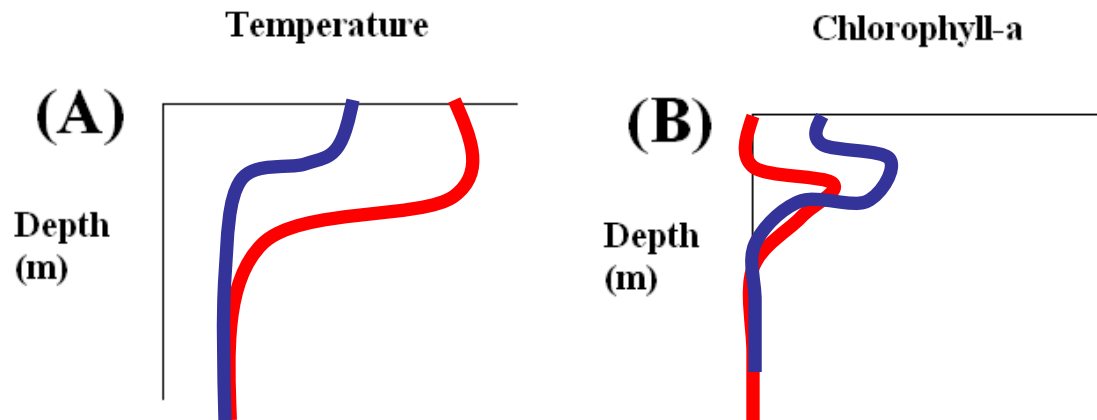 Temperature
(A)
Depth
(m)
Chlorophyll-a
(B)
Depth
(m)